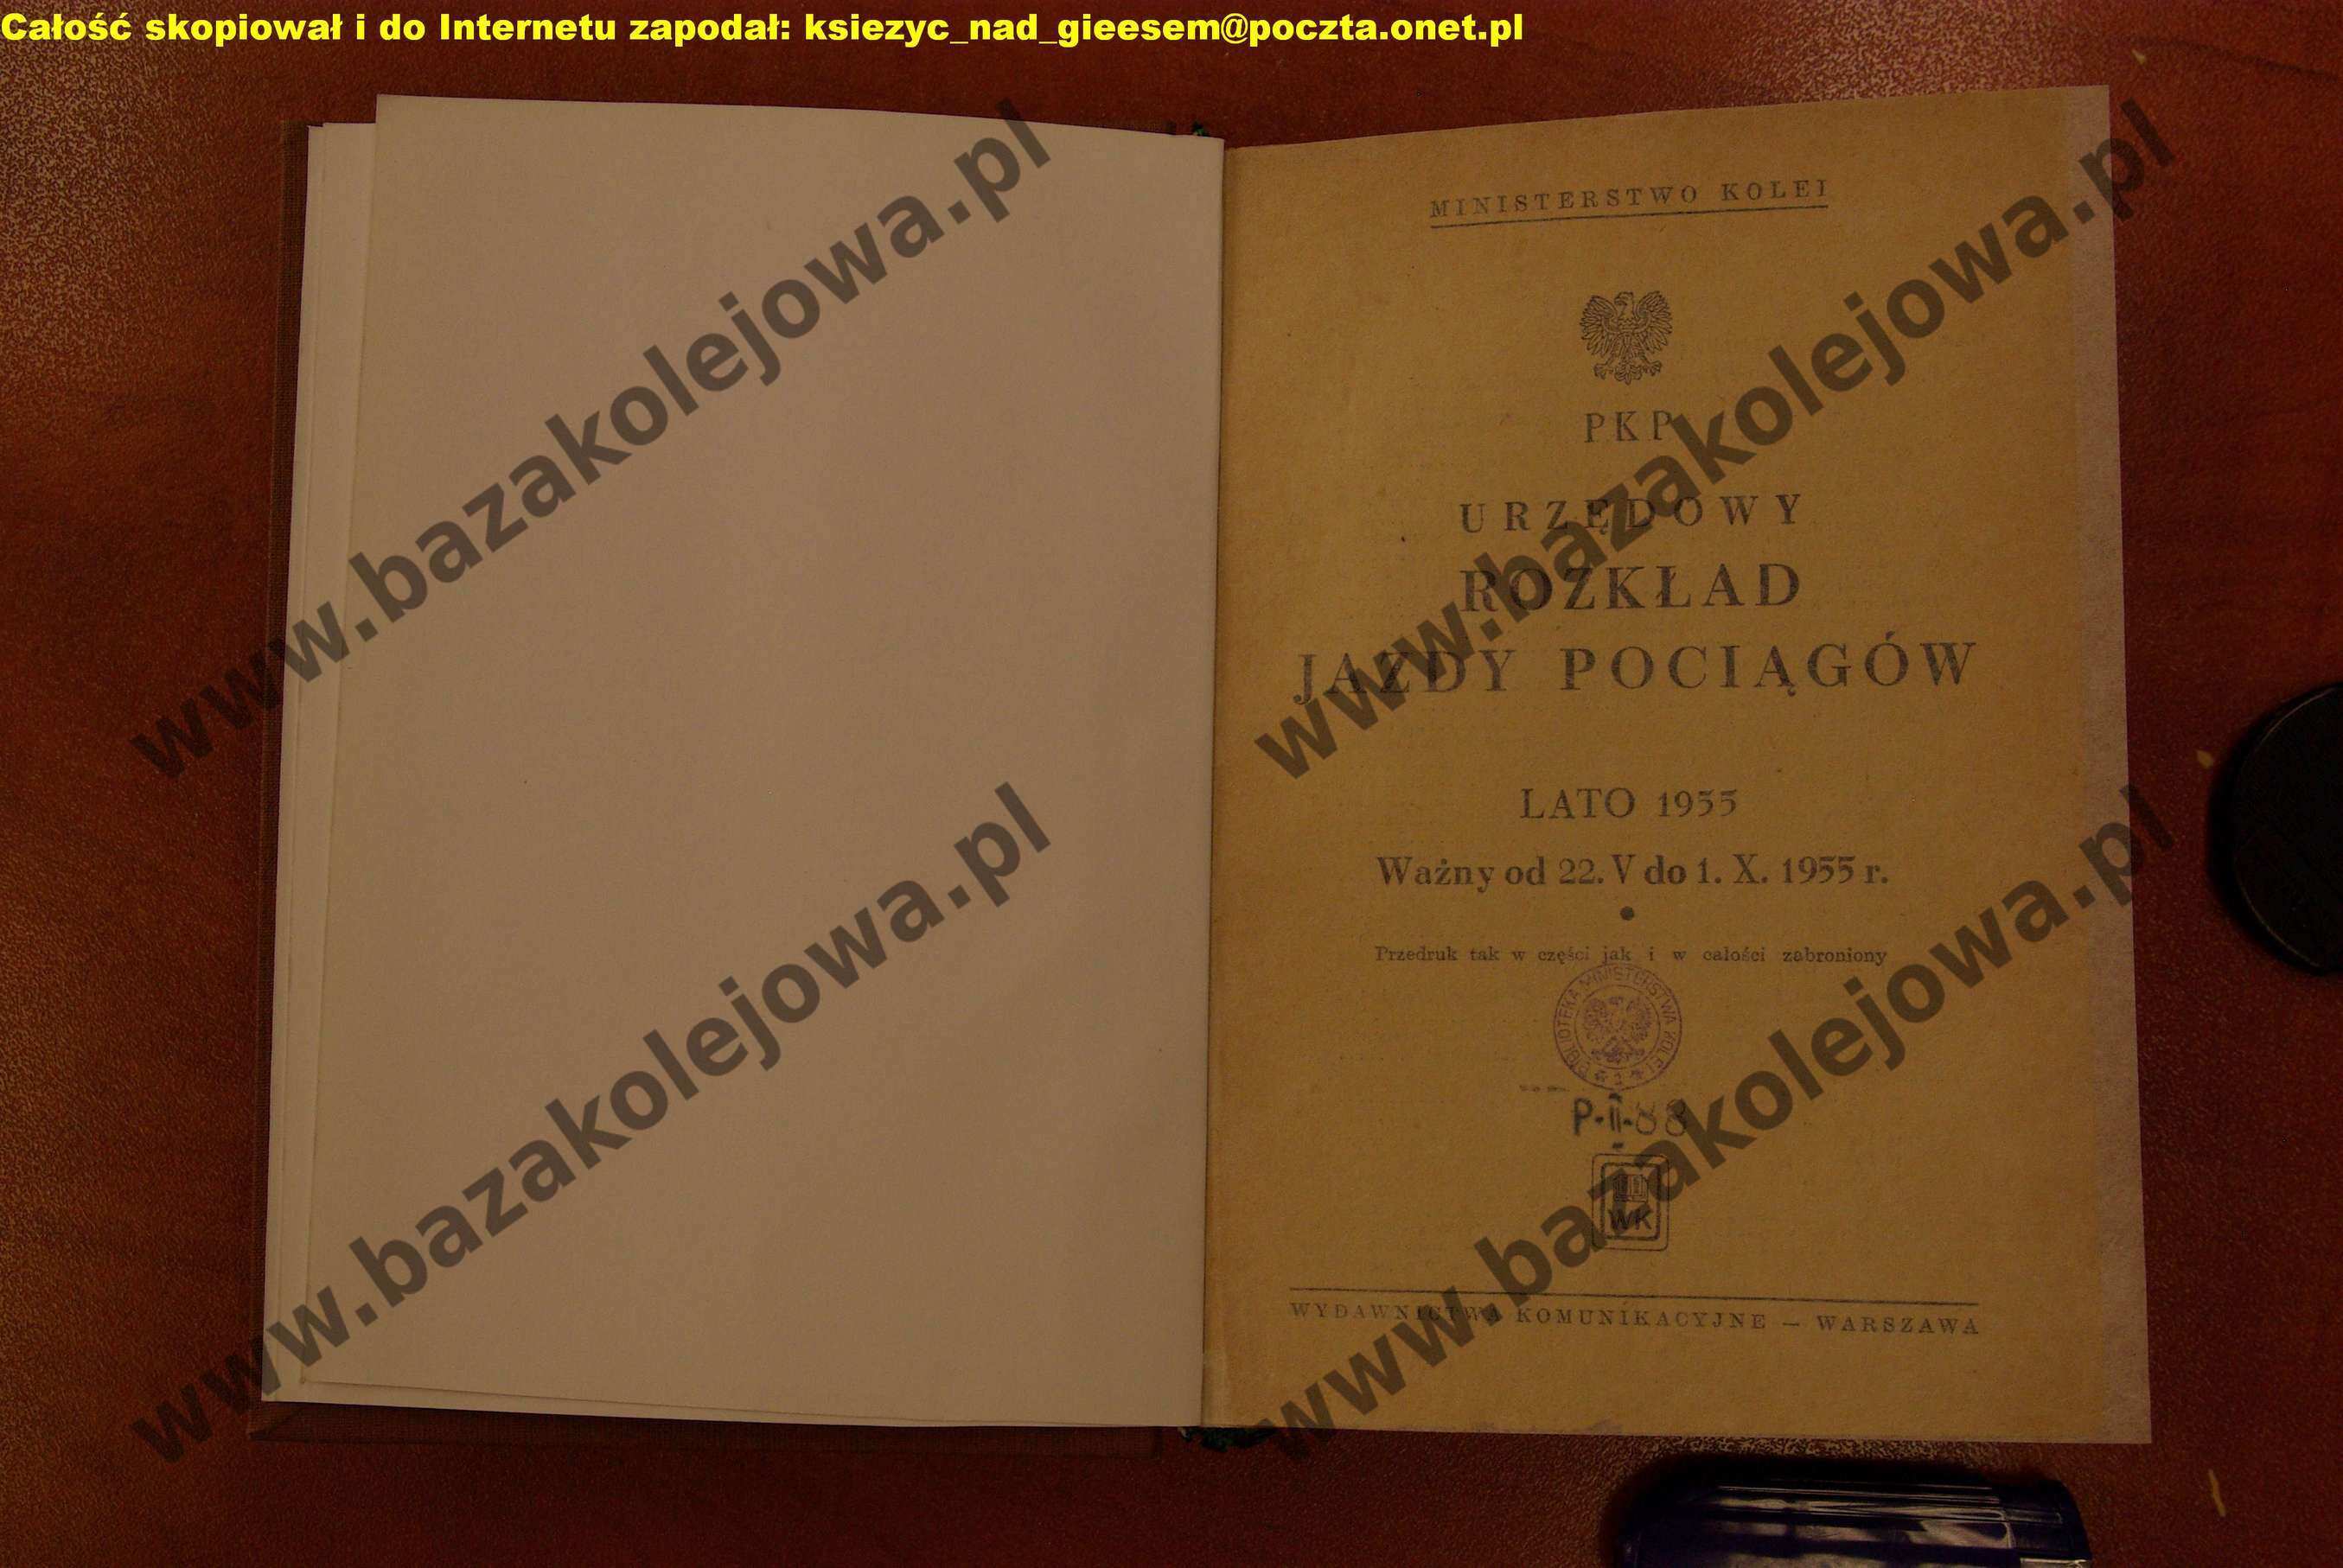 Całość skopiował i do Internetu zapodał: ksiezyc_nad_gieesem@poczta.onet.pl
www.bazakolejowa.pl
www.bazakolejowa.pl
www.bazakolejowa.pl
www.bazakolejowa.pl
MINISTERSTWO KOLEI
PKP
URZĘDOWY
ROZKŁAD
JAZDY POCIĄGÓW
LATO 1955
Ważny od 22. V do 1. X. 1955 r.
Przedruk tak w części jak i w całości zabroniony
BIBLIOTEKA MINISTERSTWA KOLEI
P-II-88
WK
WYDAWNICTWA KOMUNIKACYJNE — WARSZAWA